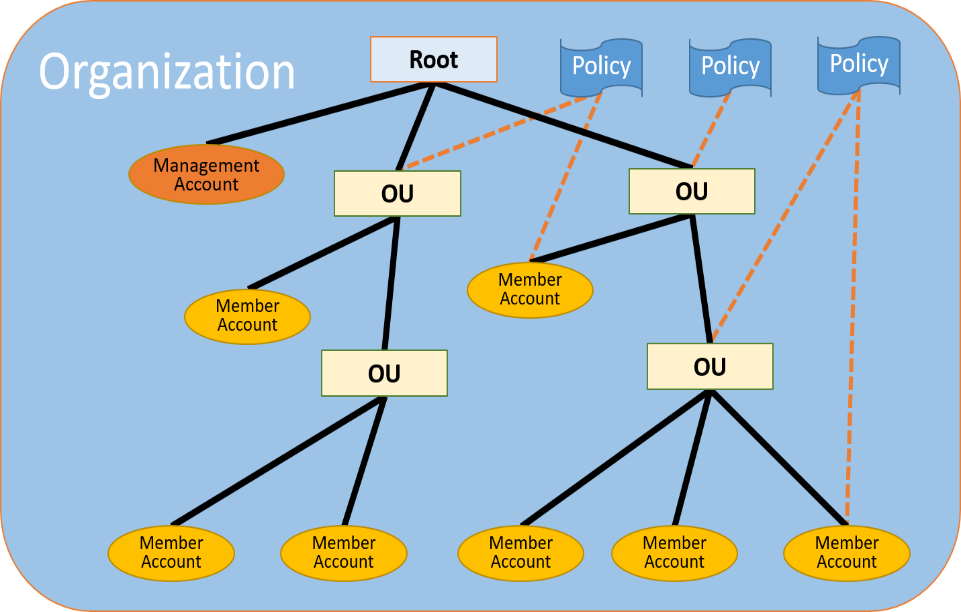 Organization
Root
Policy
Policy
Policy
Management
Account
OU
OU
Member
Account
Member
Account
OU
OU
Member
Account
Member
Account
Member
Account
Member
Account
Member
Account